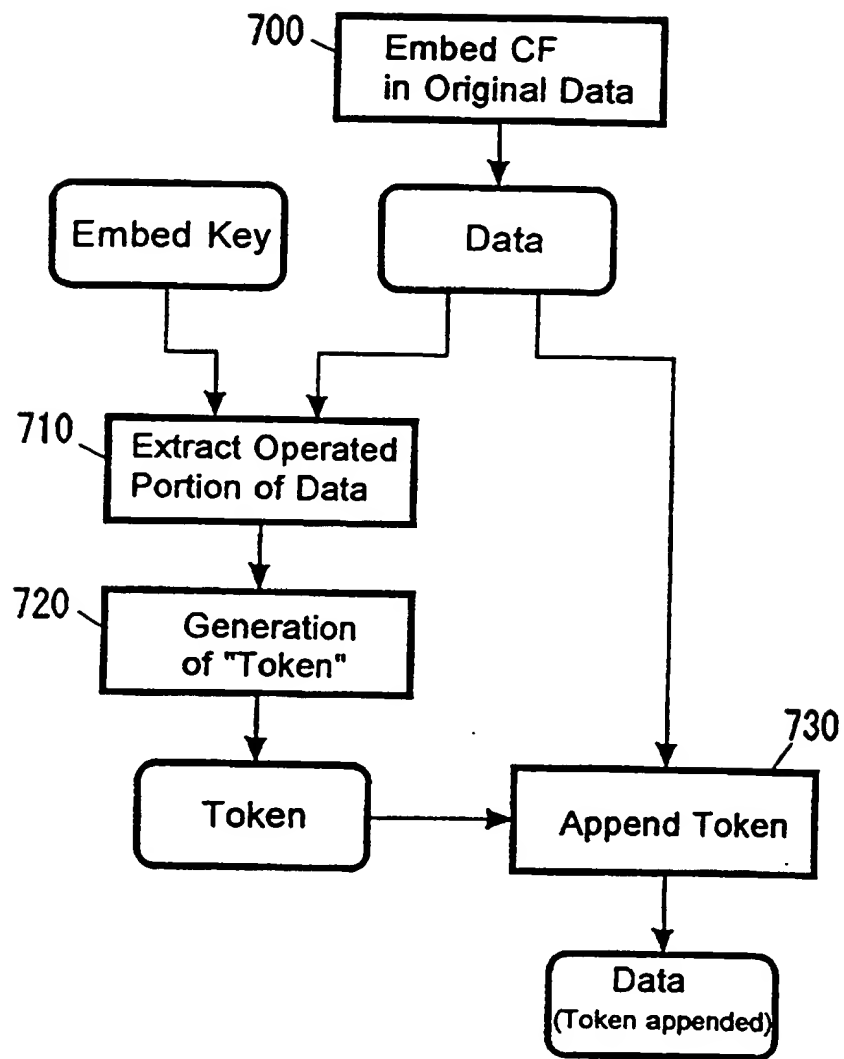 700
Embed CF
in Original Data
Embed Key
Data
710
Extract Operated
Portion of Data
720
Generation
of "Token"
730
Token
Append Token
Data
(Token appended)